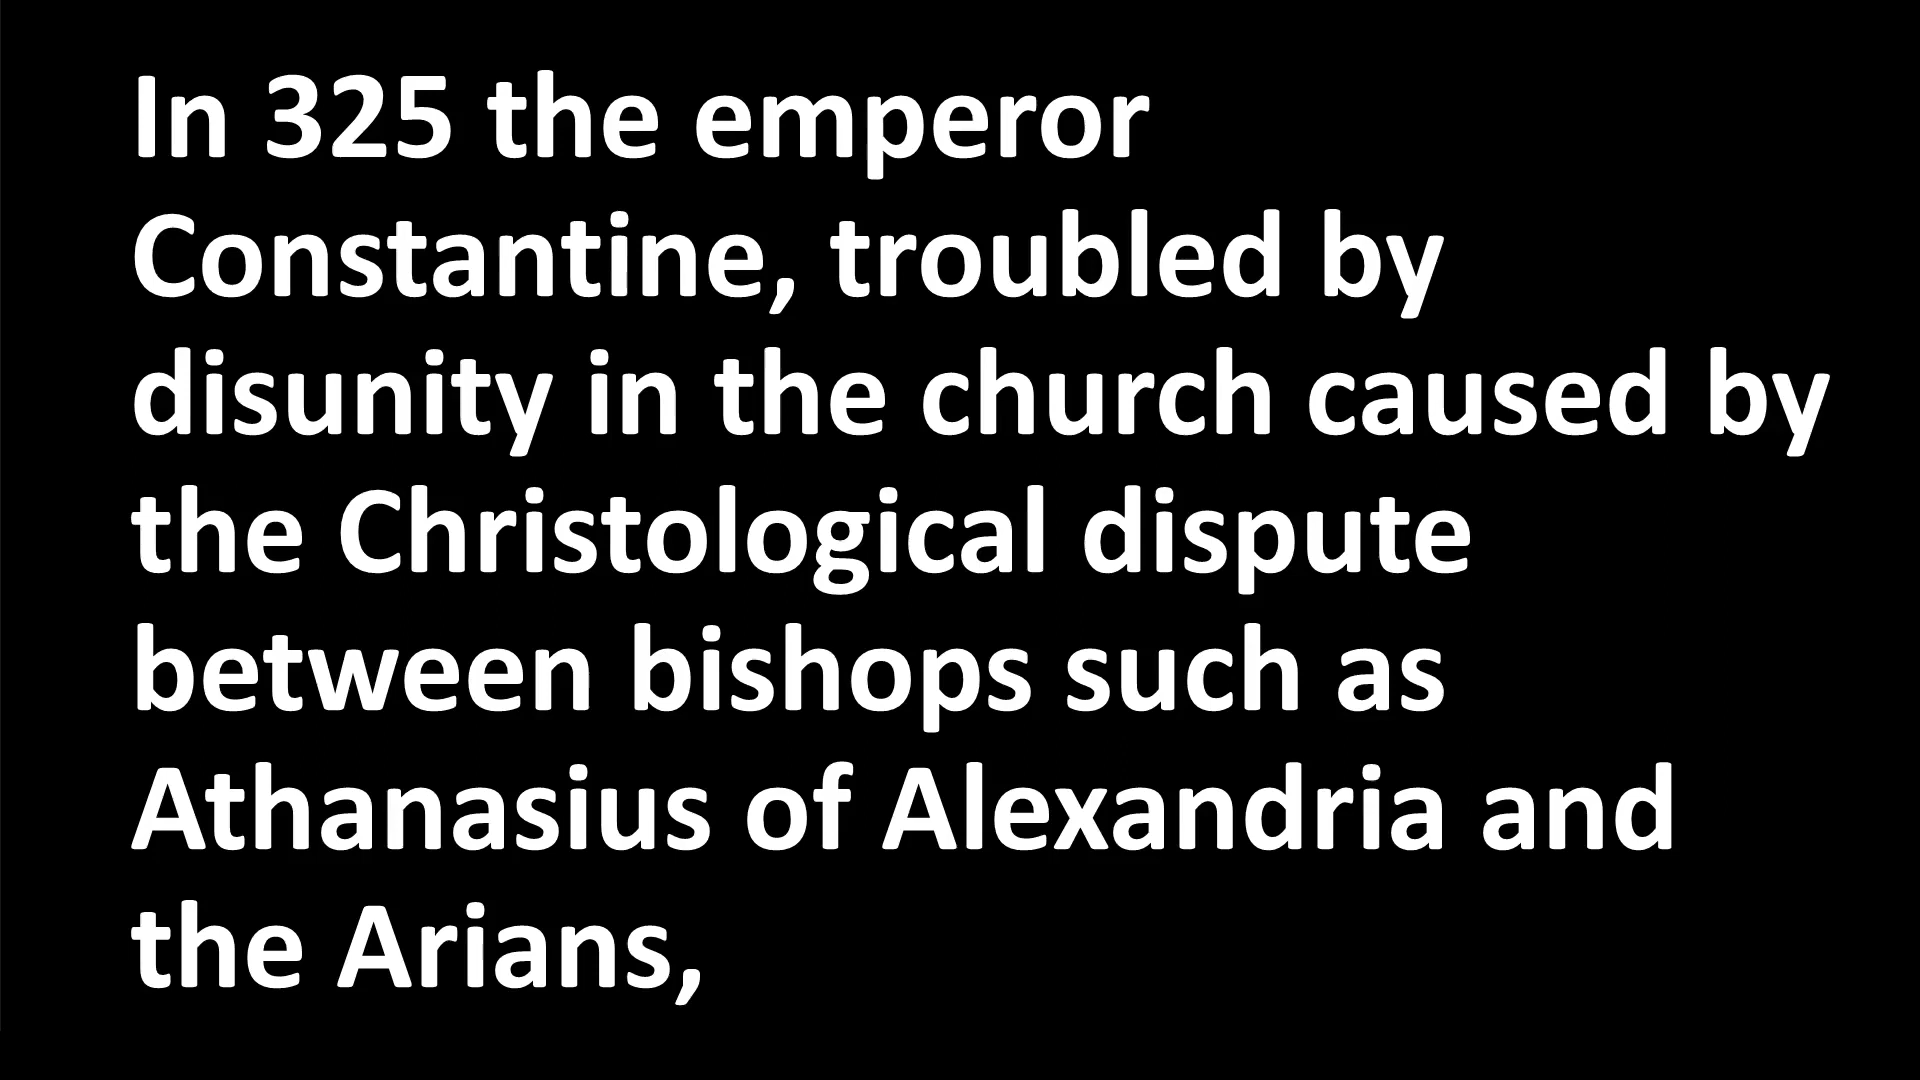 In 325 the emperor
Constantine, troubled by
disunity in the church caused by
the Christological dispute
between bishops such as
Athanasius of Alexandria and
the Arians,